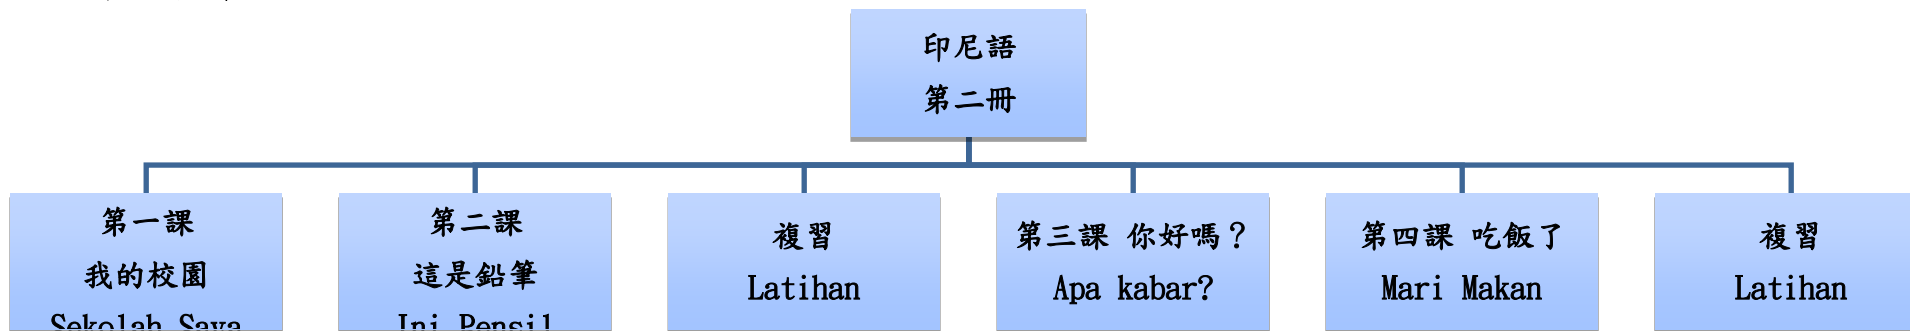 印尼語
第二冊
第一課
我的校園
Sekolah Saya
第二課
這是鉛筆
Ini Pensil
複習
Latihan
第三課 你好嗎？
Apa kabar?
第四課 吃飯了
Mari Makan
複習
Latihan